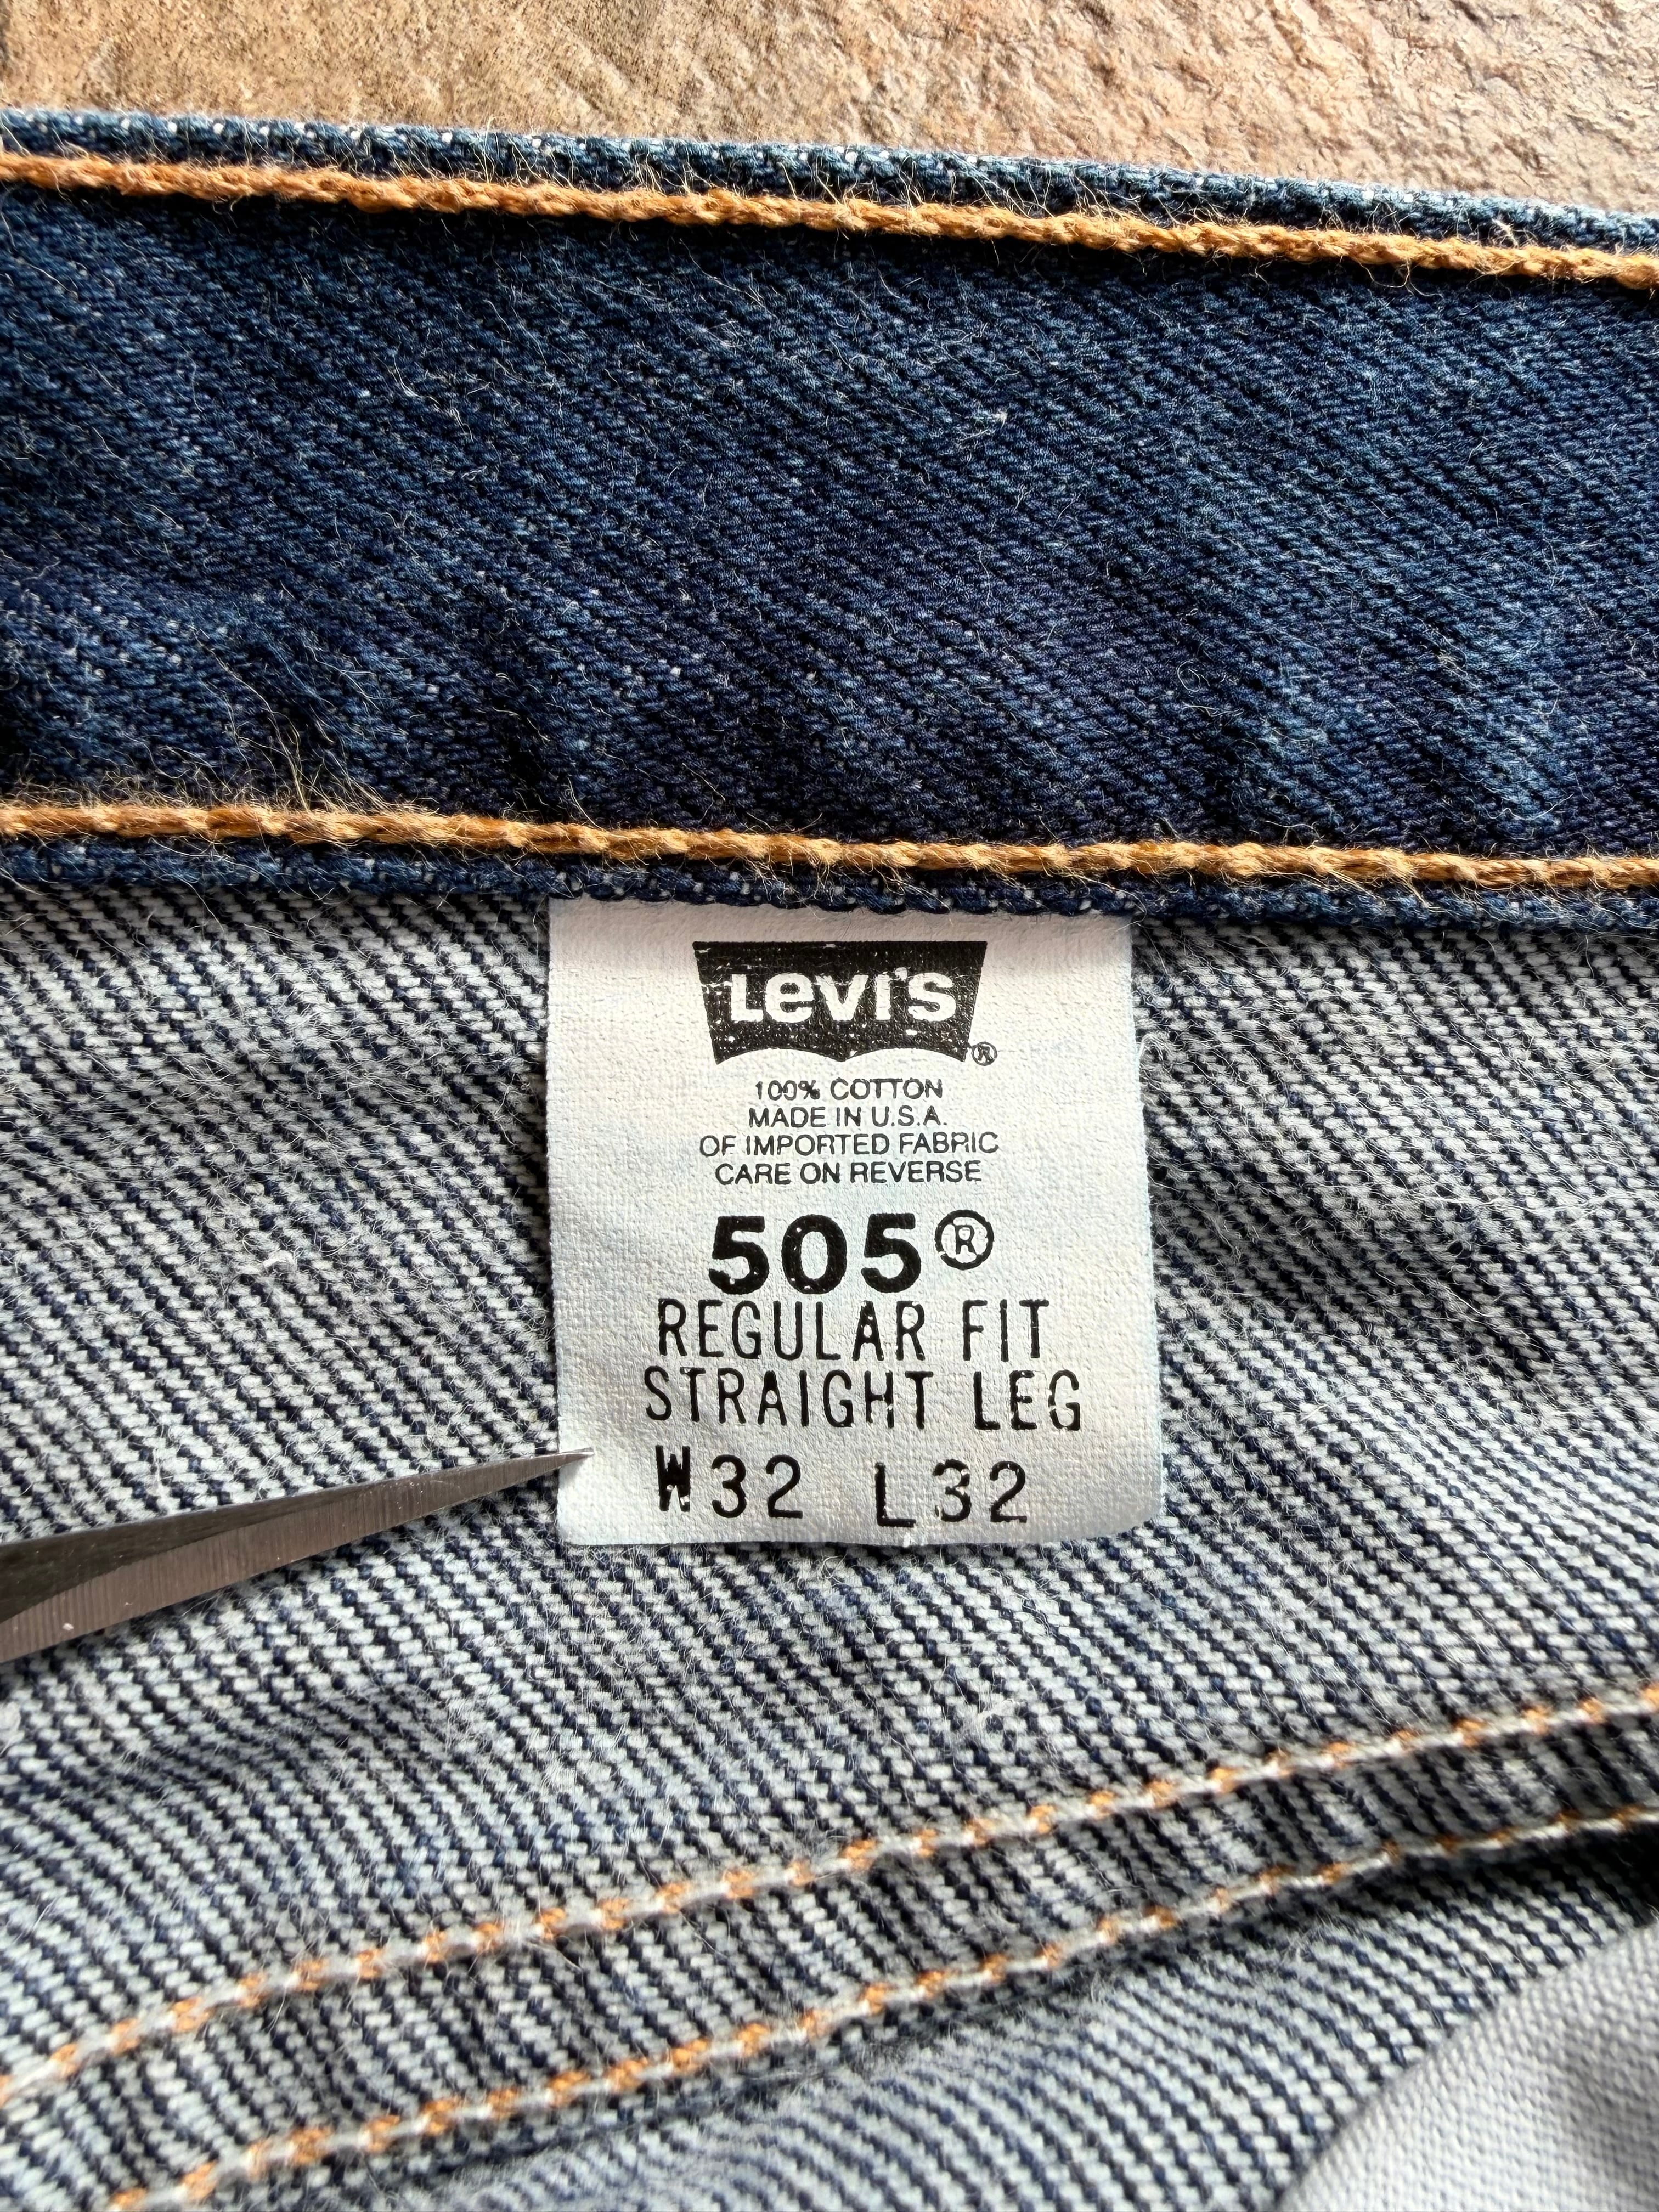 Levi's®
100% COTTON
MADE IN U.S.A.
OF IMPORTED FABRIC
CARE ON REVERSE
505®
REGULAR FIT
STRAIGHT LEG
W32 L32